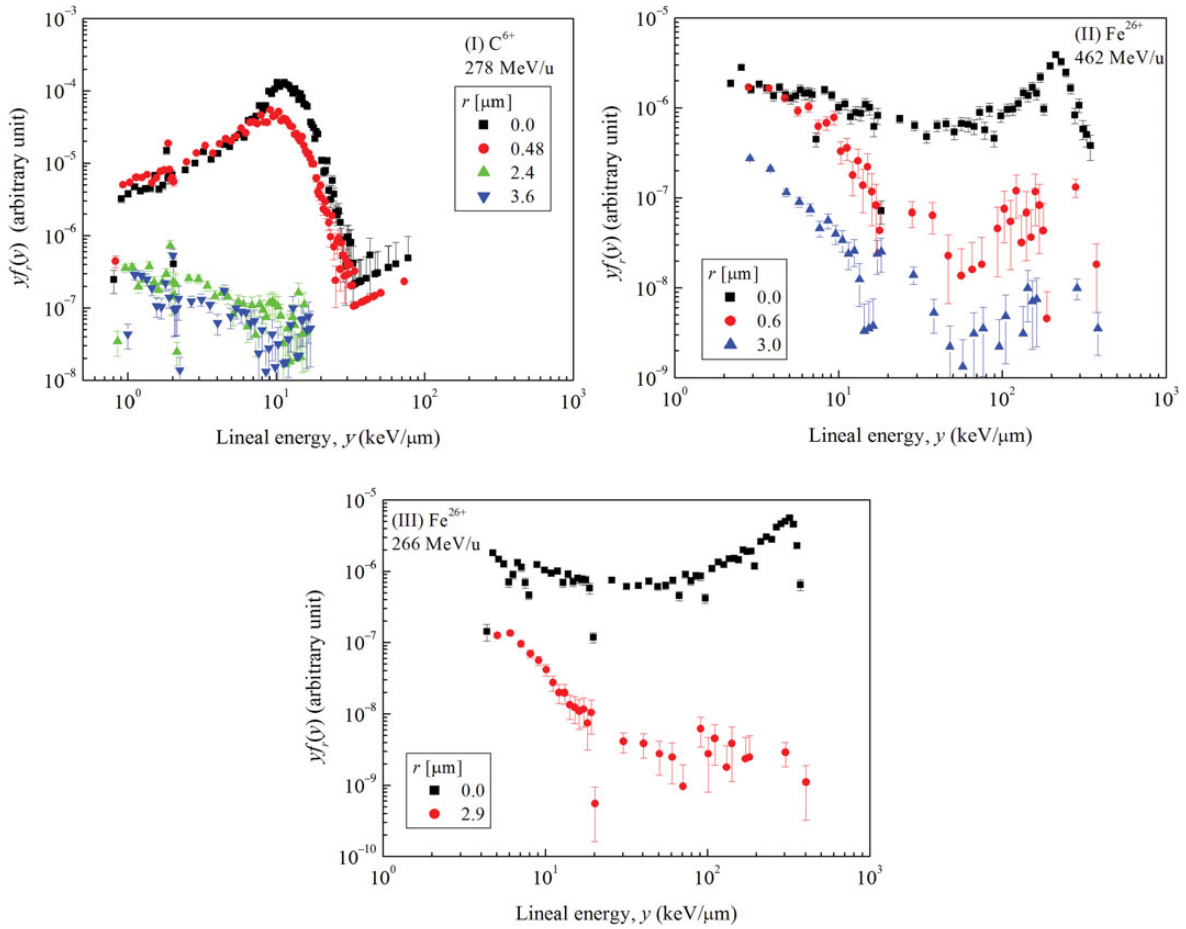 10⁻³
10⁻⁴
10⁻⁵
10⁻⁶
10⁻⁷
10⁻⁸
yfᵣ(y) (arbitrary unit)
(I) C⁶⁺
278 MeV/u
r [μm]
0.0
0.48
2.4
3.6
10⁰ 10¹ 10² 10³
Lineal energy, y (keV/μm)
10⁻⁴
10⁻⁵
10⁻⁶
10⁻⁷
10⁻⁸
10⁻⁹
yfᵣ(y) (arbitrary unit)
(II) Fe²⁶⁺
462 MeV/u
r [μm]
0.0
0.6
3.0
10⁰ 10¹ 10² 10³
Lineal energy, y (keV/μm)
10⁻⁵
10⁻⁶
10⁻⁷
10⁻⁸
10⁻⁹
10⁻¹⁰
yfᵣ(y) (arbitrary unit)
(III) Fe²⁶⁺
266 MeV/u
r [μm]
0.0
2.9
10⁰ 10¹ 10² 10³
Lineal energy, y (keV/μm)